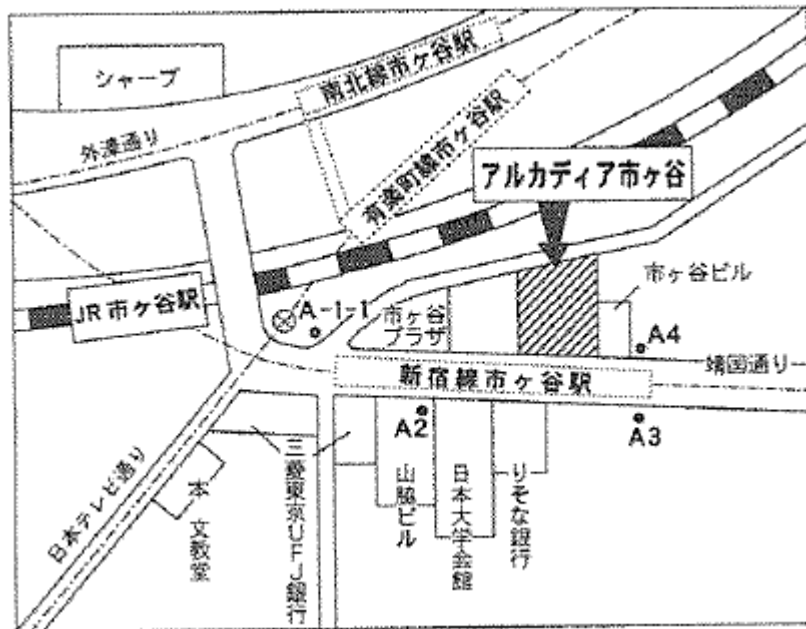 シャープ
南北線市ヶ谷駅
外濠通り
有楽町線市ヶ谷駅
アルカディア市ヶ谷
市ヶ谷ビル
JR市ヶ谷駅
A-1-1
市ヶ谷
プラザ
A4
靖国通り
新宿線市ヶ谷駅
A2
A3
日本テレビ通り
本 文教堂
三菱東京UFJ銀行
山脇ビル
日本大学会館
りそな銀行